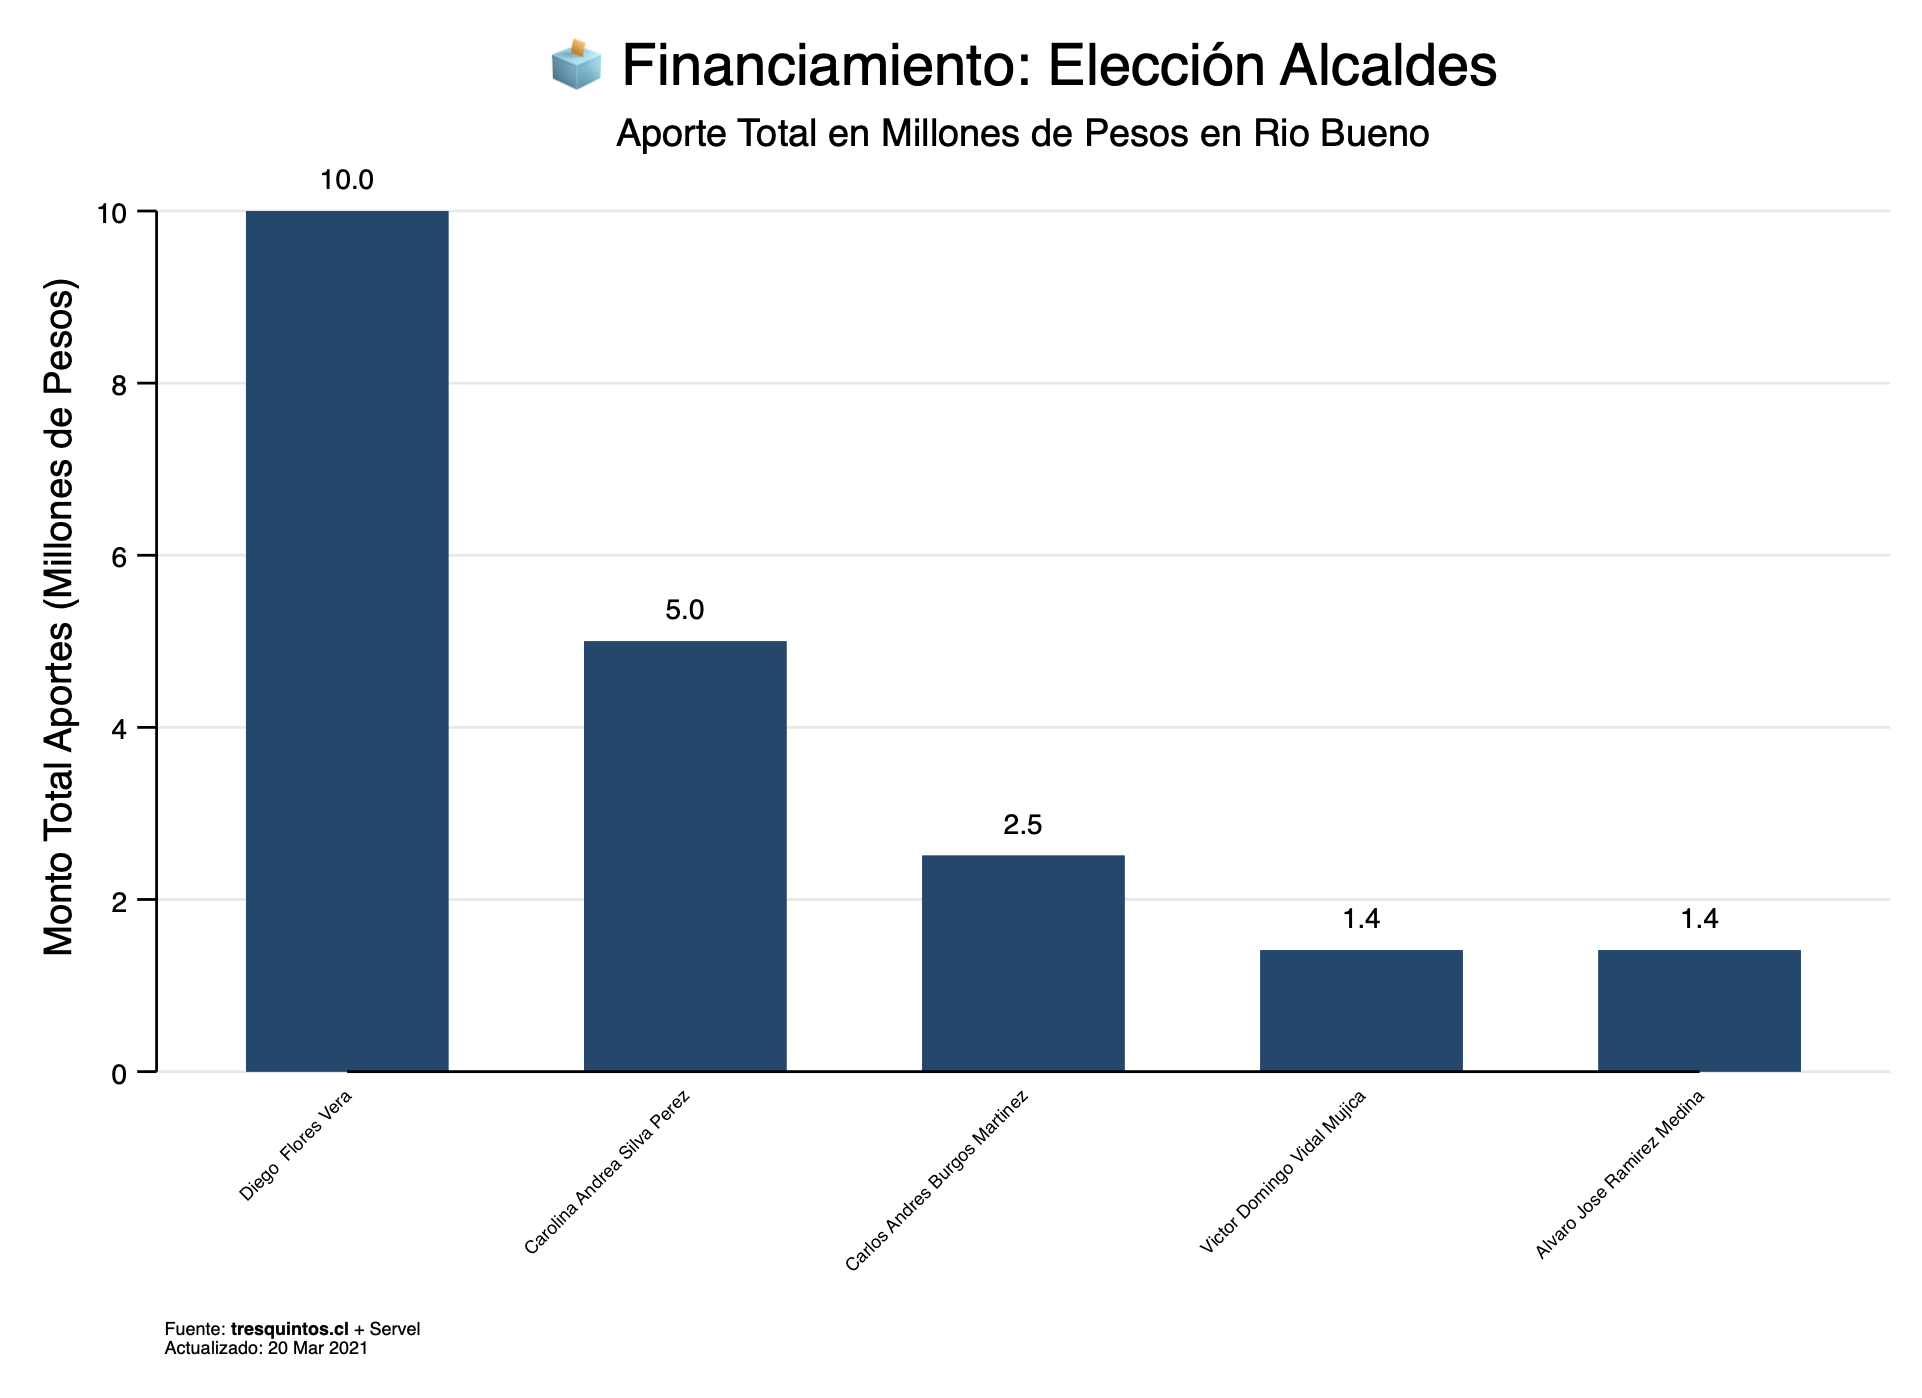 Financiamiento: Elección Alcaldes
Aporte Total en Millones de Pesos en Rio Bueno
Monto Total Aportes (Millones de Pesos)
10
8
6
4
2
0
10.0
5.0
2.5
1.4
1.4
Diego  Flores Vera
Carolina Andrea Silva Perez
Carlos Andres Burgos Martinez
Victor Domingo Vidal Mujica
Alvaro Jose Ramirez Medina
Fuente: tresquintos.cl + Servel
Actualizado: 20 Mar 2021